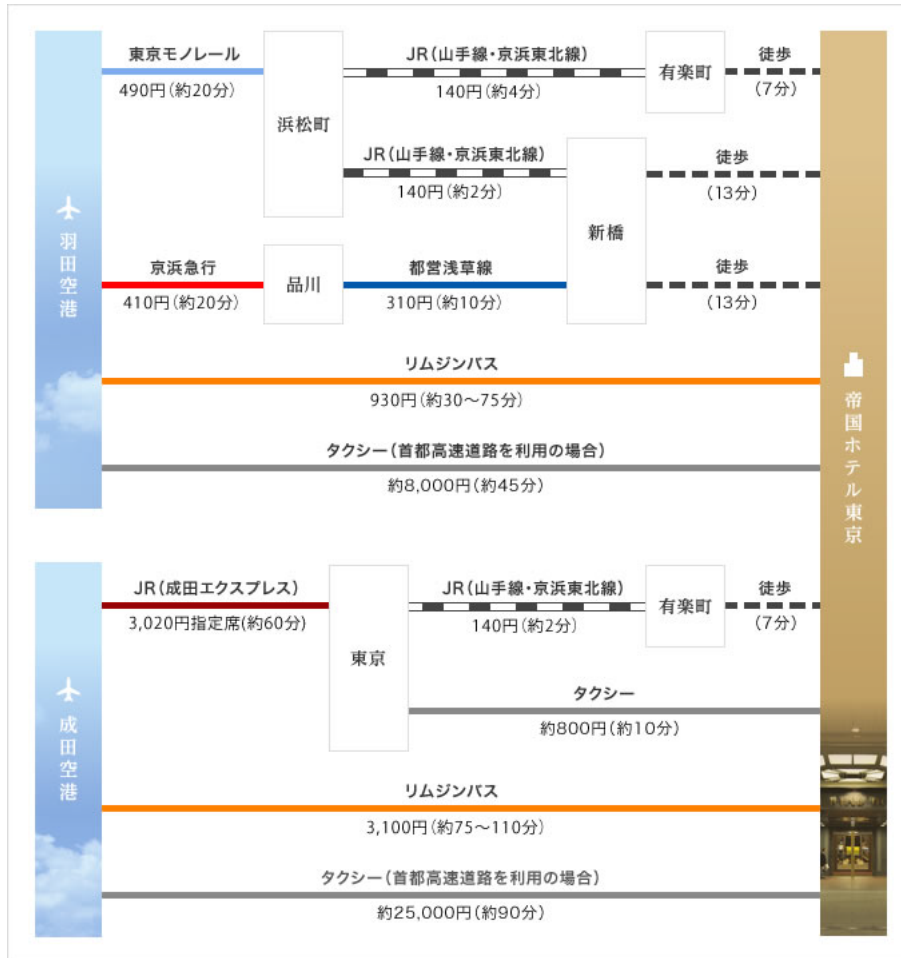 東京モノレール
490円(約20分)
浜松町
JR(山手線・京浜東北線)
140円(約4分)
有楽町
徒歩
(7分)
JR(山手線・京浜東北線)
140円(約2分)
新橋
徒歩
(13分)
羽田空港
京浜急行
410円(約20分)
品川
都営浅草線
310円(約10分)
徒歩
(13分)
リムジンバス
930円(約30〜75分)
タクシー(首都高速道路を利用の場合)
約8,000円(約45分)
帝国ホテル東京
成田空港
JR(成田エクスプレス)
3,020円指定席(約60分)
東京
JR(山手線・京浜東北線)
140円(約2分)
有楽町
徒歩
(7分)
タクシー
約800円(約10分)
リムジンバス
3,100円(約75〜110分)
タクシー(首都高速道路を利用の場合)
約25,000円(約90分)